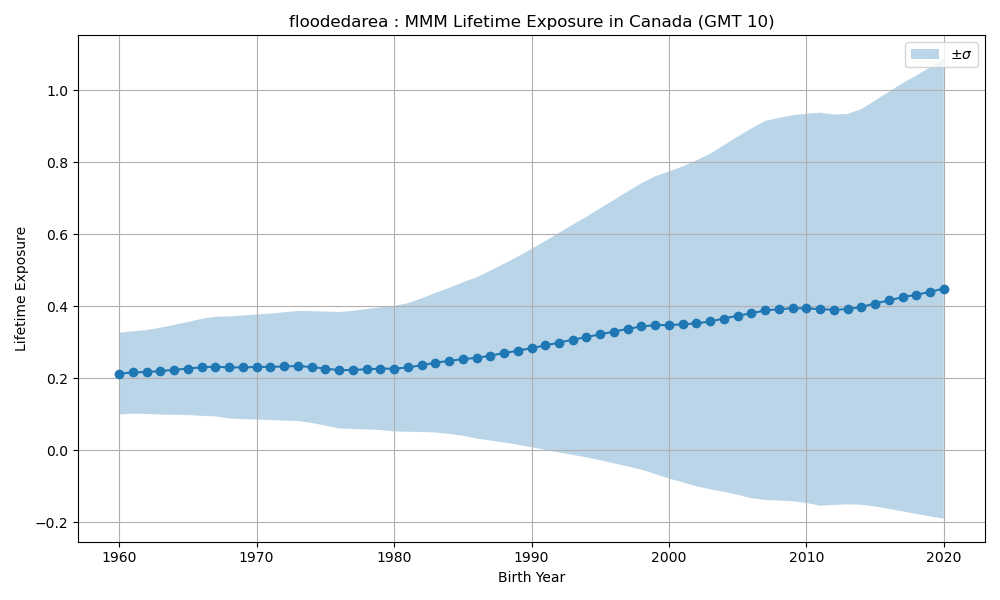 floodedarea : MMM Lifetime Exposure in Canada (GMT 10)
±σ
1.0
0.8
0.6
0.4
0.2
0.0
−0.2
Lifetime Exposure
1960 1970 1980 1990 2000 2010 2020
Birth Year